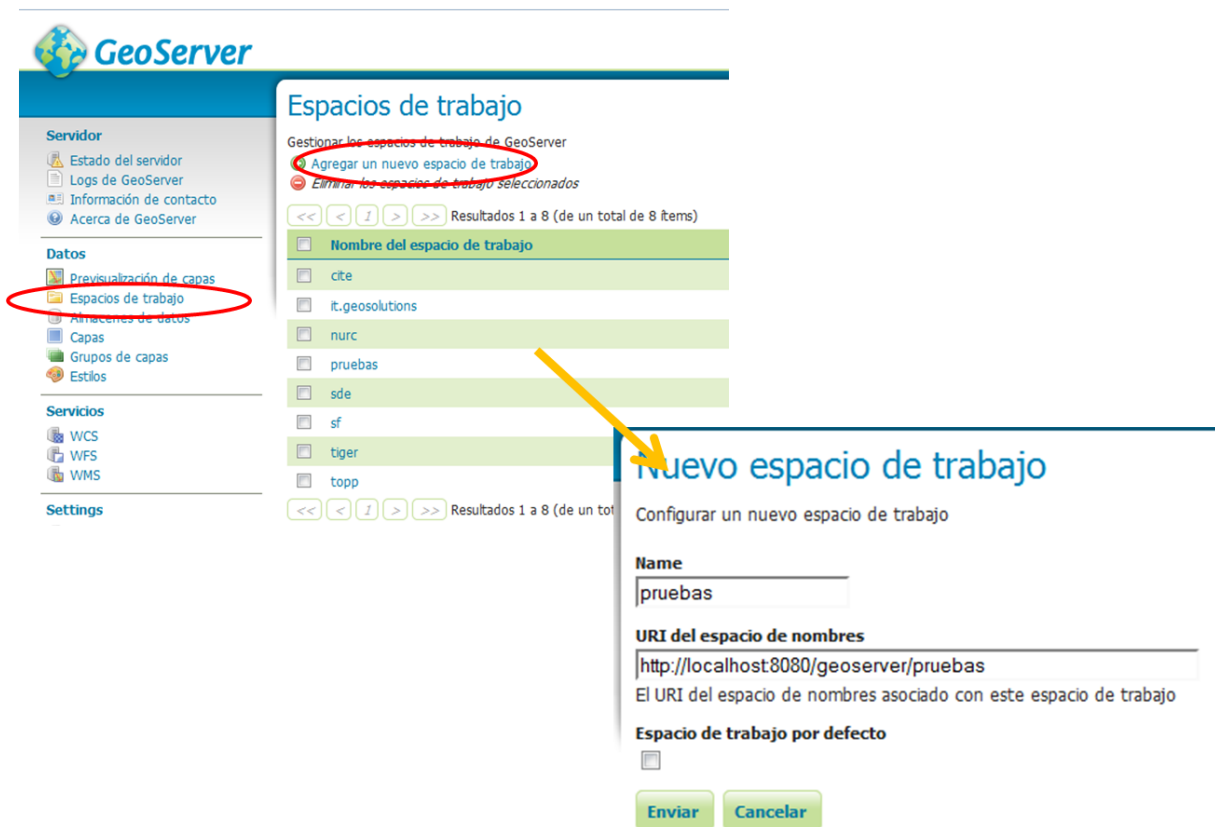 GeoServer
Servidor
Estado del servidor
Logs de GeoServer
Información de contacto
Acerca de GeoServer
Datos
Previsualización de capas
Espacios de trabajo
Almacenes de datos
Capas
Grupos de capas
Estilos
Servicios
WCS
WFS
WMS
Settings
Espacios de trabajo
Gestionar los espacios de trabajo de GeoServer
Agregar un nuevo espacio de trabajo
Eliminar los espacios de trabajo seleccionados
<< < 1 > >> Resultados 1 a 8 (de un total de 8 ítems)
Nombre del espacio de trabajo
cite
it.geosolutions
nurc
pruebas
sde
sf
tiger
topp
<< < 1 > >> Resultados 1 a 8 (de un tot
Nuevo espacio de trabajo
Configurar un nuevo espacio de trabajo
Name
pruebas
URI del espacio de nombres
http://localhost:8080/geoserver/pruebas
El URI del espacio de nombres asociado con este espacio de trabajo
Espacio de trabajo por defecto
Enviar Cancelar